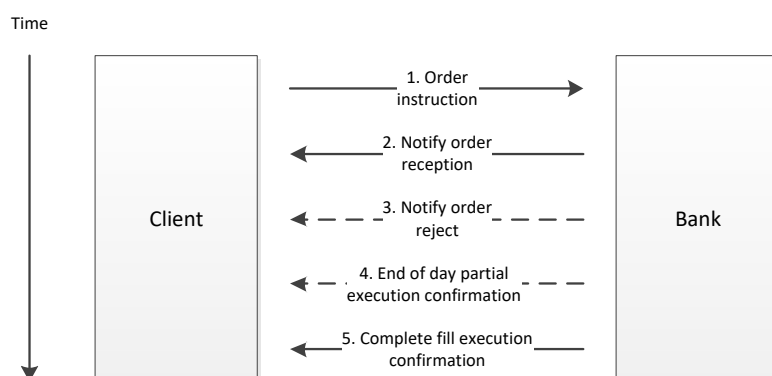 Time
1. Order
instruction
2. Notify order
reception
Client
3. Notify order
reject
Bank
4. End of day partial
execution confirmation
5. Complete fill execution
confirmation